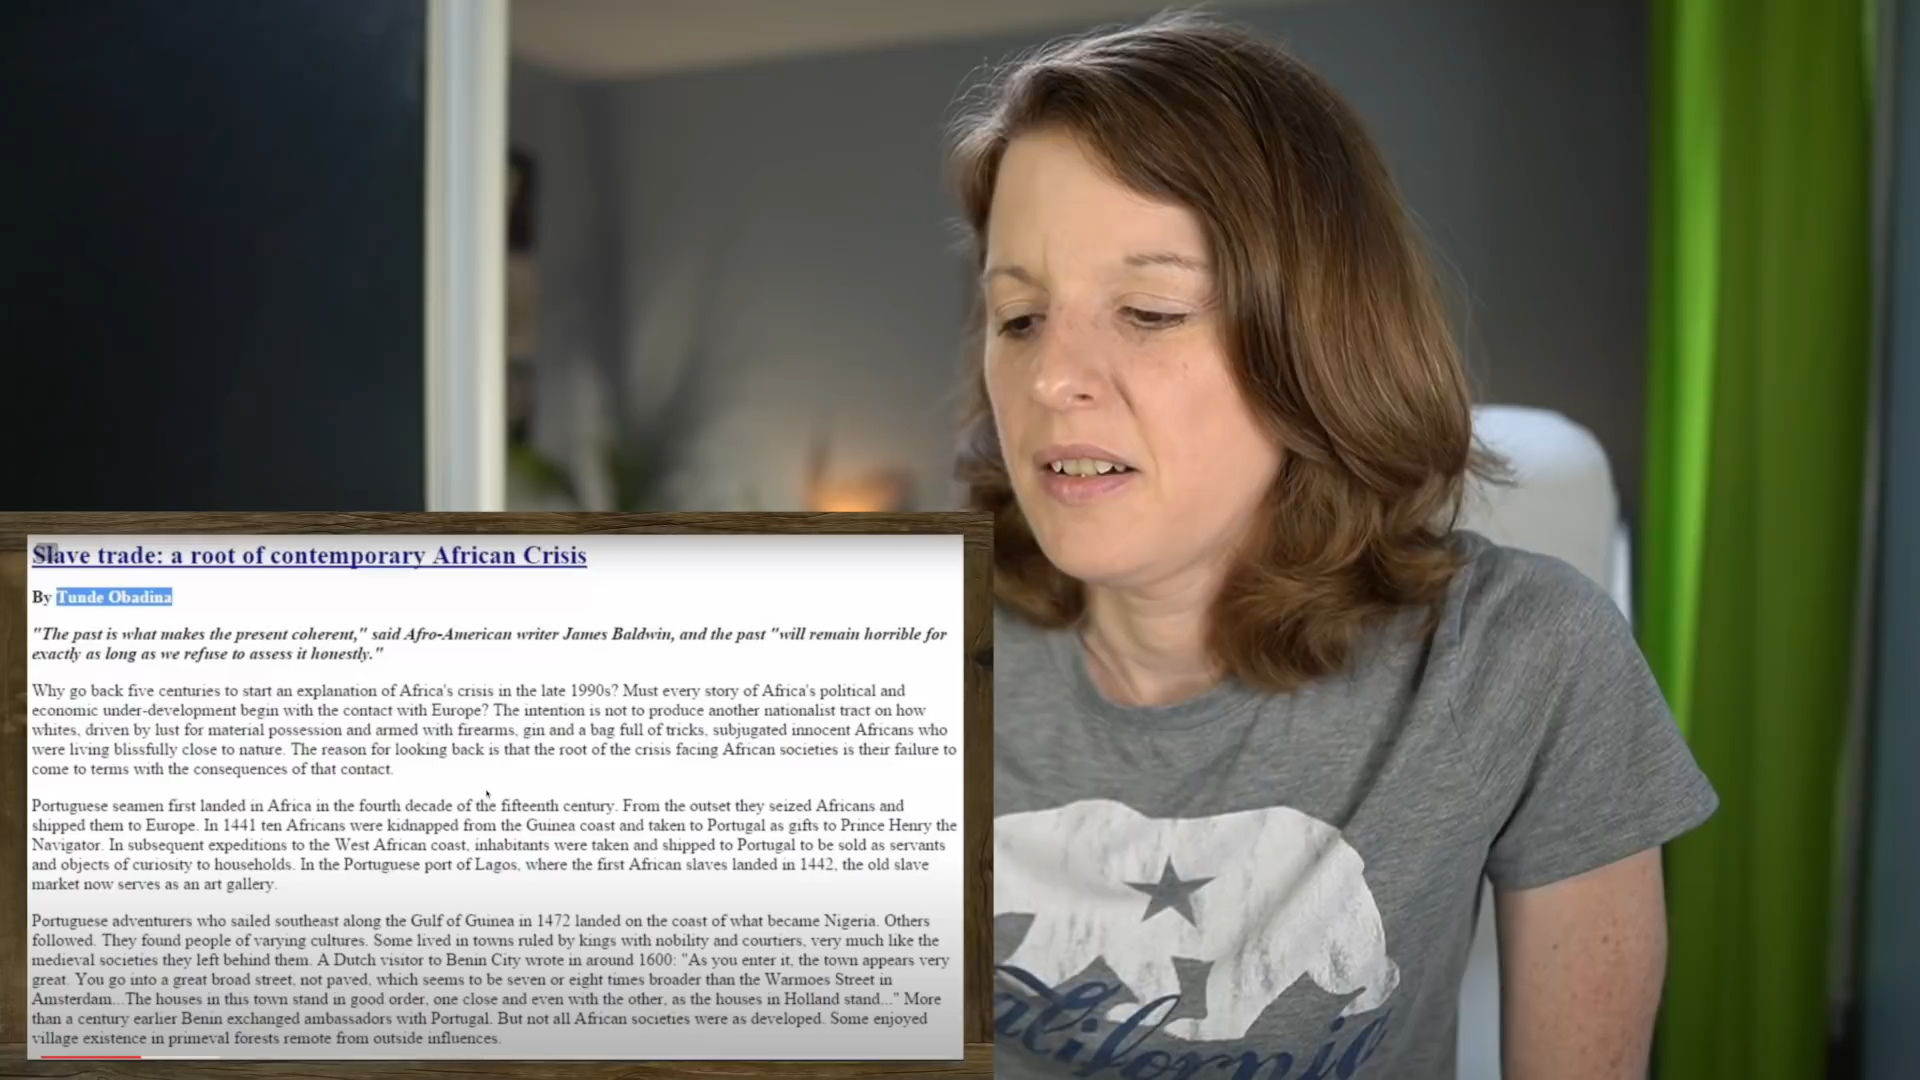 Slave trade: a root of contemporary African Crisis
By Tunde Obadina
"The past is what makes the present coherent," said Afro-American writer James Baldwin, and the past "will remain horrible for
exactly as long as we refuse to assess it honestly."
Why go back five centuries to start an explanation of Africa's crisis in the late 1990s? Must every story of Africa's political and
economic under-development begin with the contact with Europe? The intention is not to produce another nationalist tract on how
whites, driven by lust for material possession and armed with firearms, gin and a bag full of tricks, subjugated innocent Africans who
were living blissfully close to nature. The reason for looking back is that the root of the crisis facing African societies is their failure to
come to terms with the consequences of that contact.
Portuguese seamen first landed in Africa in the fourth decade of the fifteenth century. From the outset they seized Africans and
shipped them to Europe. In 1441 ten Africans were kidnapped from the Guinea coast and taken to Portugal as gifts to Prince Henry the
Navigator. In subsequent expeditions to the West African coast, inhabitants were taken and shipped to Portugal to be sold as servants
and objects of curiosity to households. In the Portuguese port of Lagos, where the first African slaves landed in 1442, the old slave
market now serves as an art gallery.
Portuguese adventurers who sailed southeast along the Gulf of Guinea in 1472 landed on the coast of what became Nigeria. Others
followed. They found people of varying cultures. Some lived in towns ruled by kings with nobility and courtiers, very much like the
medieval societies they left behind them. A Dutch visitor to Benin City wrote in around 1600: "As you enter it, the town appears very
great. You go into a great broad street, not paved, which seems to be seven or eight times broader than the Warmoes Street in
Amsterdam...The houses in this town stand in good order, one close and even with the other, as the houses in Holland stand..." More
than a century earlier Benin exchanged ambassadors with Portugal. But not all African societies were as developed. Some enjoyed
village existence in primeval forests remote from outside influences.